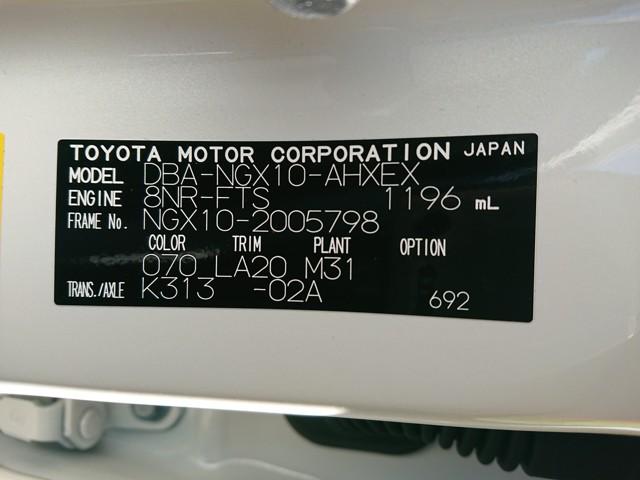 TOYOTA MOTOR CORPORATION JAPAN
MODEL DBA-NGX10-AHXEX
ENGINE 8NR-FTS 1196 mL
FRAME No. NGX10-2005798
COLOR TRIM PLANT OPTION
070 LA20 M31
TRANS./AXLE K313 -02A
692